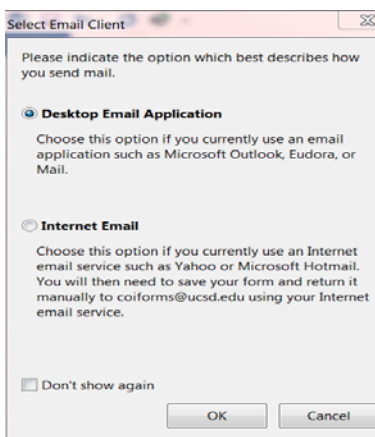 Select Email Client
Please indicate the option which best describes how
you send mail.
Desktop Email Application
Choose this option if you currently use an email
application such as Microsoft Outlook, Eudora, or
Mail.
Internet Email
Choose this option if you currently use an Internet
email service such as Yahoo or Microsoft Hotmail.
You will then need to save your form and return it
manually to coiforms@ucsd.edu using your Internet
email service.
Don't show again
OK Cancel